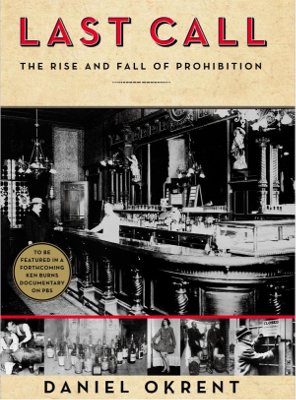 LAST CALL
THE RISE AND FALL OF PROHIBITION
TO BE
FEATURED IN A
FORTHCOMING
KEN BURNS
DOCUMENTARY
ON PBS
CLOSED
DANIEL OKRENT